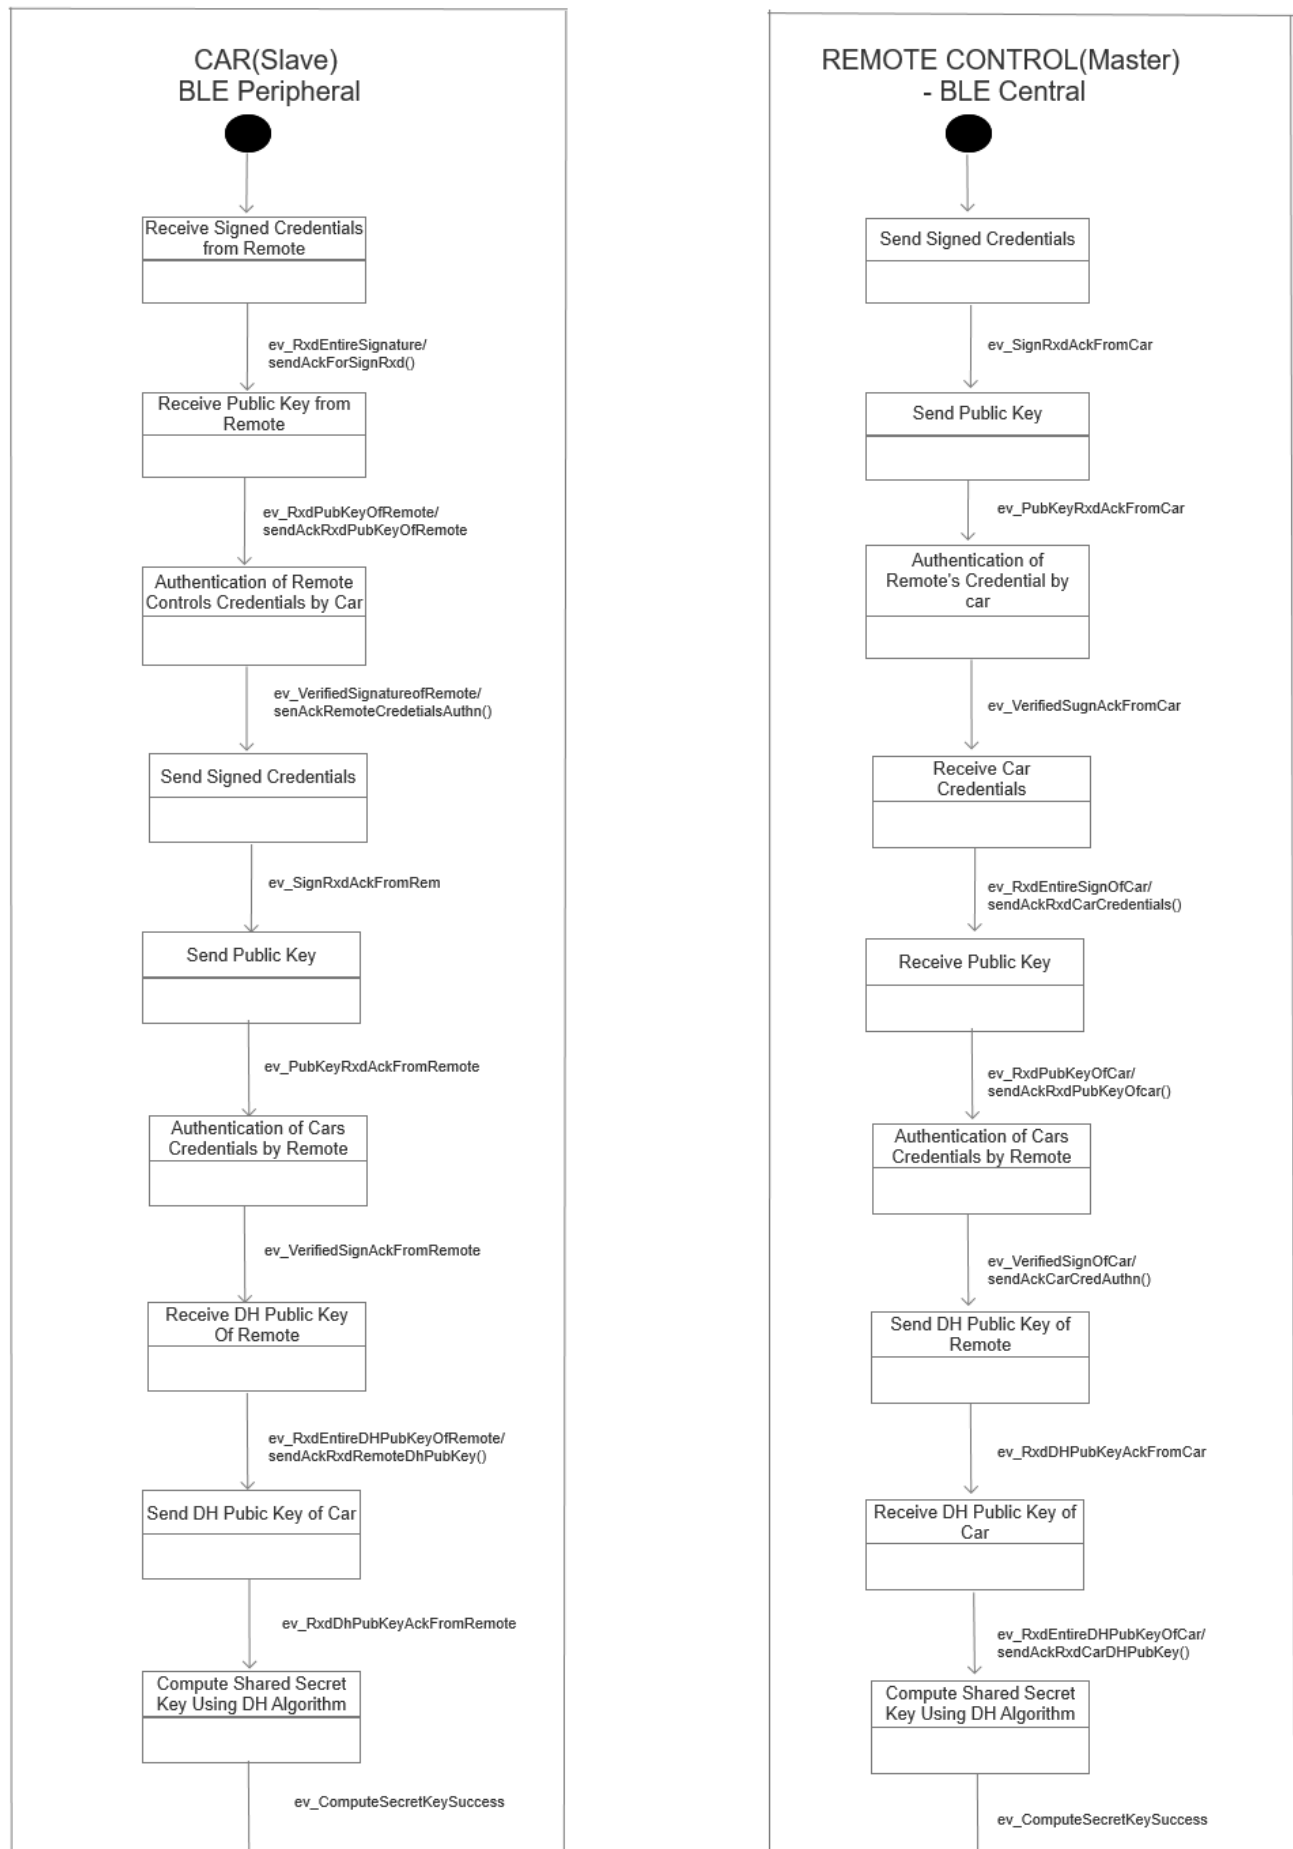 CAR(Slave)
BLE Peripheral
Receive Signed Credentials
from Remote
ev_RxdEntireSignature/
sendAckForSignRxd()
Receive Public Key from
Remote
ev_RxdPubKeyOfRemote/
sendAckRxdPubKeyOfRemote
Authentication of Remote
Controls Credentials by Car
ev_VerifiedSignatureofRemote/
senAckRemoteCredetialsAuthn()
Send Signed Credentials
ev_SignRxdAckFromRem
Send Public Key
ev_PubKeyRxdAckFromRemote
Authentication of Cars
Credentials by Remote
ev_VerifiedSignAckFromRemote
Receive DH Public Key
Of Remote
ev_RxdEntireDHPubKeyOfRemote/
sendAckRxdRemoteDhPubKey()
Send DH Pubic Key of Car
ev_RxdDhPubKeyAckFromRemote
Compute Shared Secret
Key Using DH Algorithm
ev_ComputeSecretKeySuccess
REMOTE CONTROL(Master)
- BLE Central
Send Signed Credentials
ev_SignRxdAckFromCar
Send Public Key
ev_PubKeyRxdAckFromCar
Authentication of
Remote's Credential by
car
ev_VerifiedSugnAckFromCar
Receive Car
Credentials
ev_RxdEntireSignOfCar/
sendAckRxdCarCredentials()
Receive Public Key
ev_RxdPubKeyOfCar/
sendAckRxdPubKeyOfcar()
Authentication of Cars
Credentials by Remote
ev_VerifiedSignOfCar/
sendAckCarCredAuthn()
Send DH Public Key of
Remote
ev_RxdDHPubKeyAckFromCar
Receive DH Public Key of
Car
ev_RxdEntireDHPubKeyOfCar/
sendAckRxdCarDHPubKey()
Compute Shared Secret
Key Using DH Algorithm
ev_ComputeSecretKeySuccess